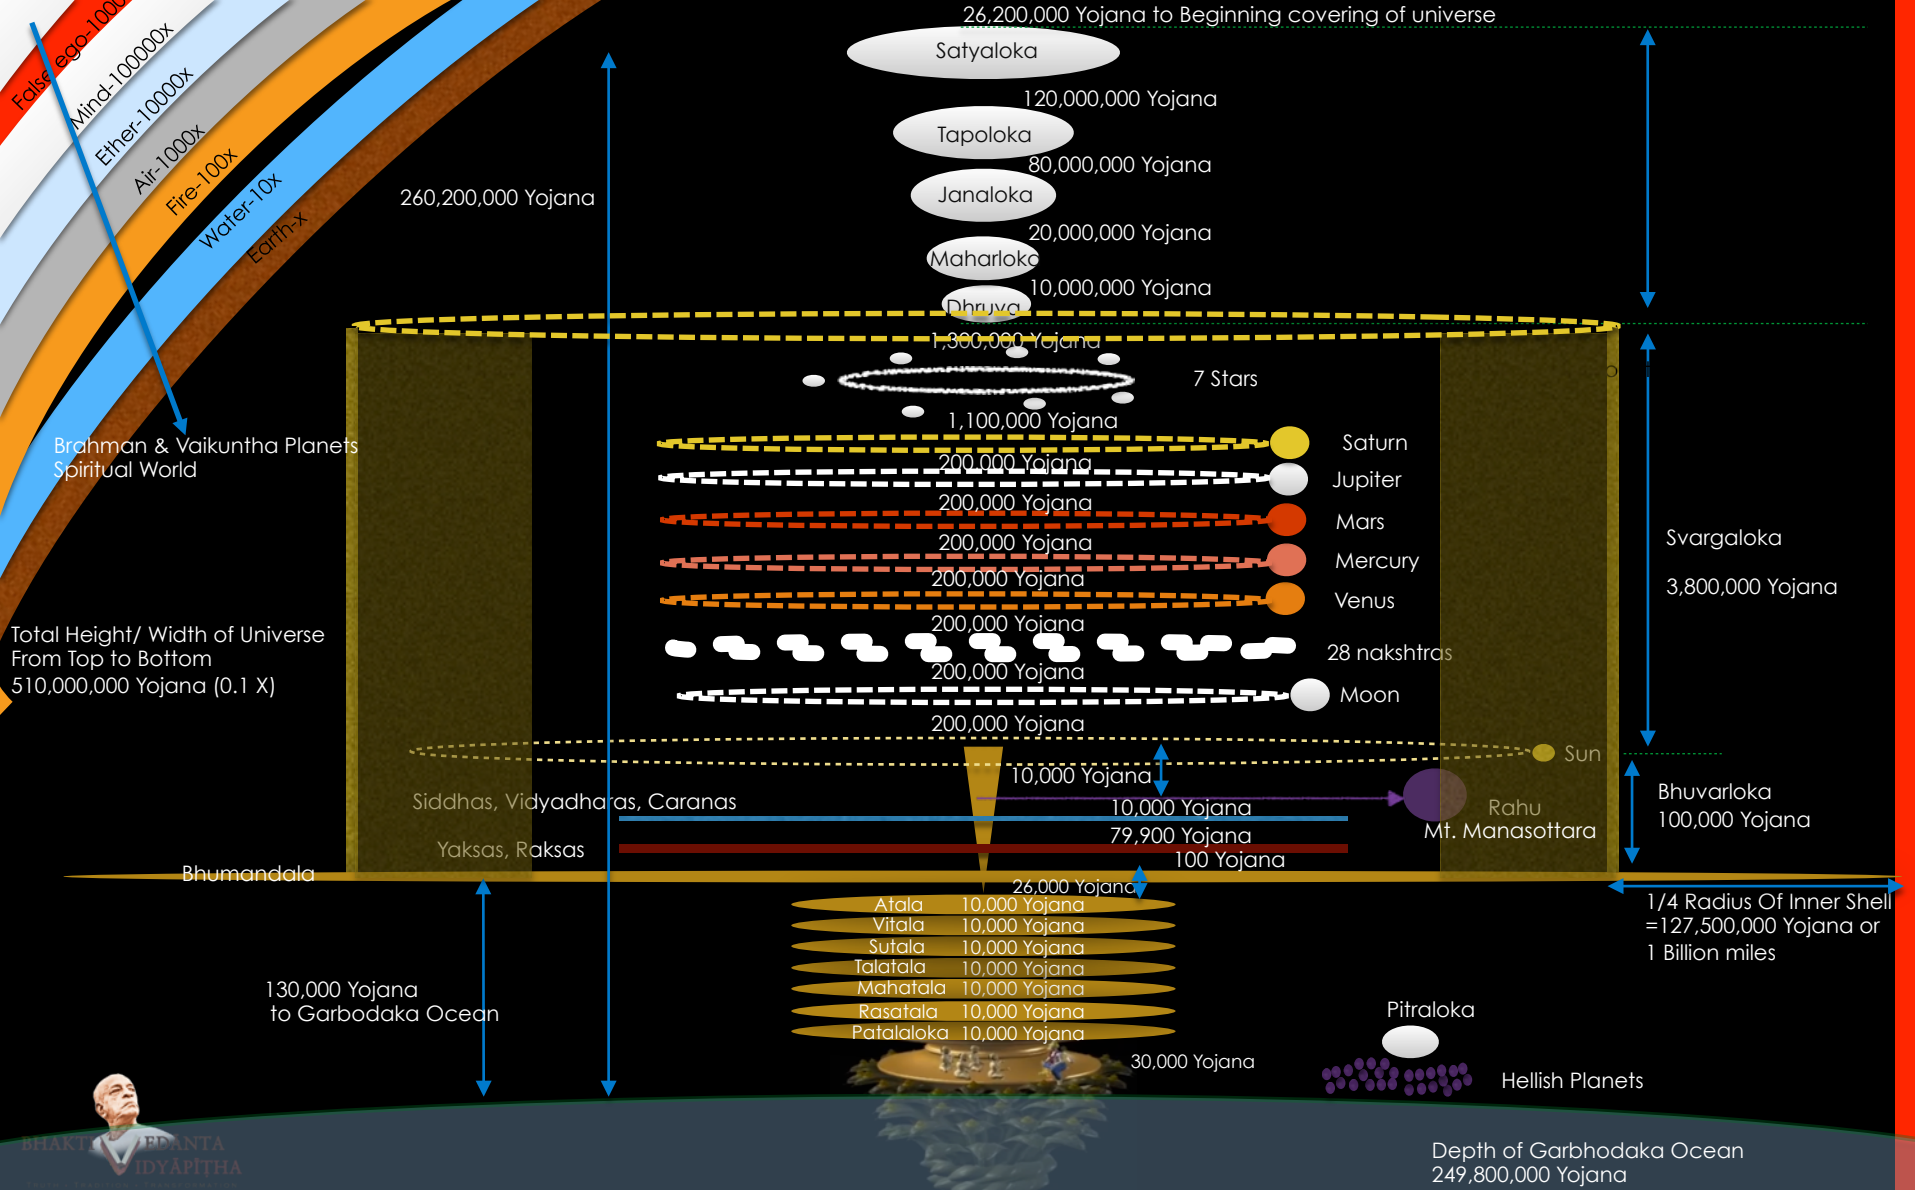 26,200,000 Yojana to Beginning covering of universe
Satyaloka
120,000,000 Yojana
Tapoloka
80,000,000 Yojana
Janaloka
20,000,000 Yojana
Maharloka
10,000,000 Yojana
Dhruva
1,300,000 Yojana
7 Stars
1,100,000 Yojana
Saturn
200,000 Yojana
Jupiter
200,000 Yojana
Mars
200,000 Yojana
Mercury
200,000 Yojana
Venus
200,000 Yojana
28 nakshtras
200,000 Yojana
Moon
200,000 Yojana
Sun
10,000 Yojana
Siddhas, Vidyadharas, Caranas
10,000 Yojana
Rahu
Mt. Manasottara
79,900 Yojana
Yaksas, Raksas
100 Yojana
Bhumandala
26,000 Yojana
Atala 10,000 Yojana
Vitala 10,000 Yojana
Sutala 10,000 Yojana
Talatala 10,000 Yojana
Mahatala 10,000 Yojana
Rasatala 10,000 Yojana
Patalaloka 10,000 Yojana
30,000 Yojana
False ego-1000
Mind-100000x
Ether-10000x
Air-1000x
Fire-100x
Water-10x
Earth-x
260,200,000 Yojana
Brahman & Vaikuntha Planets
Spiritual World
Total Height/ Width of Universe
From Top to Bottom
510,000,000 Yojana (0.1 X)
130,000 Yojana
to Garbodaka Ocean
Svargaloka
3,800,000 Yojana
Bhuvarloka
100,000 Yojana
1/4 Radius Of Inner Shell
=127,500,000 Yojana or
1 Billion miles
Pitraloka
Hellish Planets
Depth of Garbhodaka Ocean
249,800,000 Yojana
BHAKTIVEDANTA
VIDYĀPĪṬHA